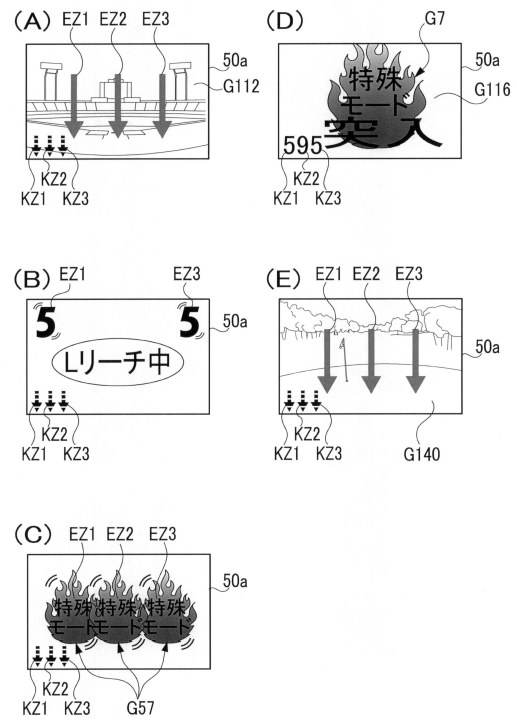 (A)
EZ1 EZ2 EZ3
50a
G112
KZ1 KZ2 KZ3
(B)
EZ1 EZ3
5 5
50a
Lリーチ中
KZ1 KZ2 KZ3
(C)
EZ1 EZ2 EZ3
50a
特殊 特殊 特殊
モード モード モード
KZ1 KZ2 KZ3
G57
(D)
G7
50a
特殊
モード
G116
突入
595
KZ1 KZ2 KZ3
(E)
EZ1 EZ2 EZ3
50a
KZ1 KZ2 KZ3
G140